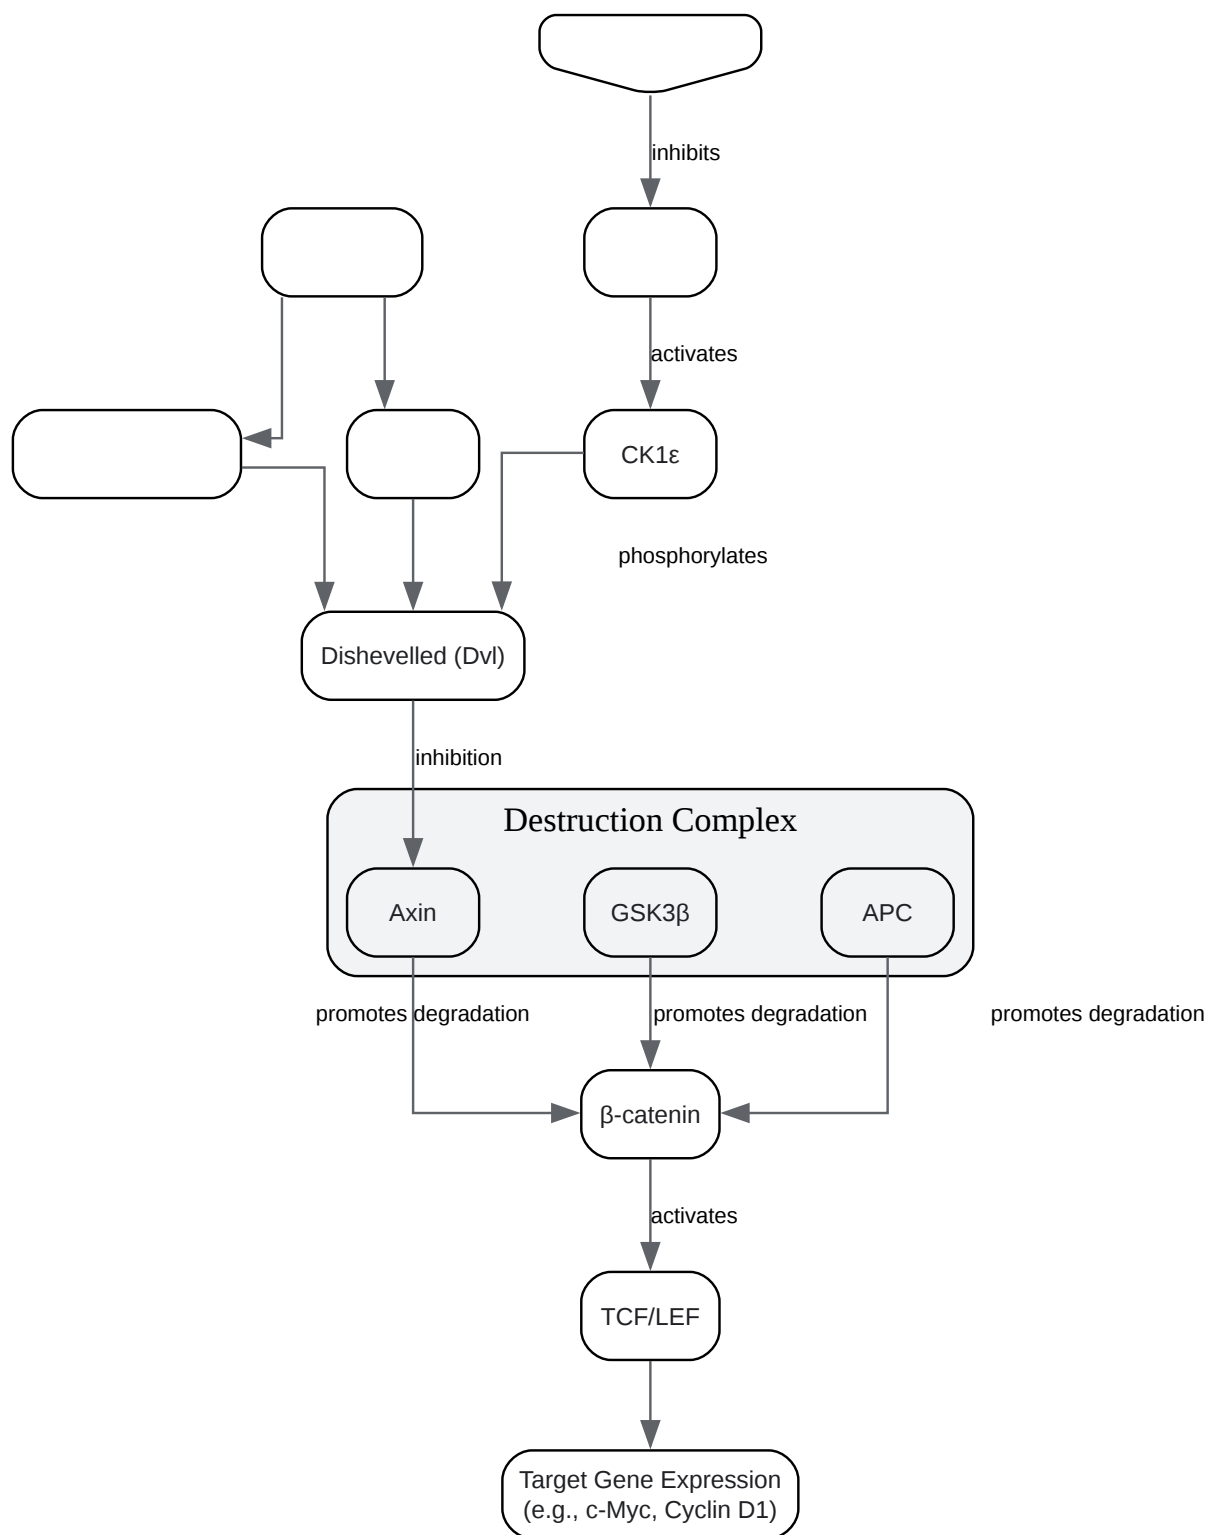 inhibits
activates
CK1ε
phosphorylates
Dishevelled (Dvl)
inhibition
Destruction Complex
Axin
GSK3β
APC
promotes degradation
promotes degradation
promotes degradation
β-catenin
activates
TCF/LEF
Target Gene Expression
(e.g., c-Myc, Cyclin D1)